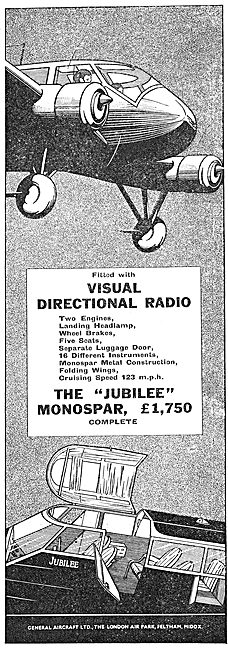 Fitted with
VISUAL
DIRECTIONAL RADIO
Two Engines,
Landing Headlamp,
Wheel Brakes,
Five Seats,
Separate Luggage Door,
16 Different Instruments,
Monospar Metal Construction,
Folding Wings,
Cruising Speed 123 m.p.h.
THE "JUBILEE"
MONOSPAR, £1,750
COMPLETE
JUBILEE
GENERAL AIRCRAFT LTD., THE LONDON AIR PARK, FELTHAM, MIDDX.